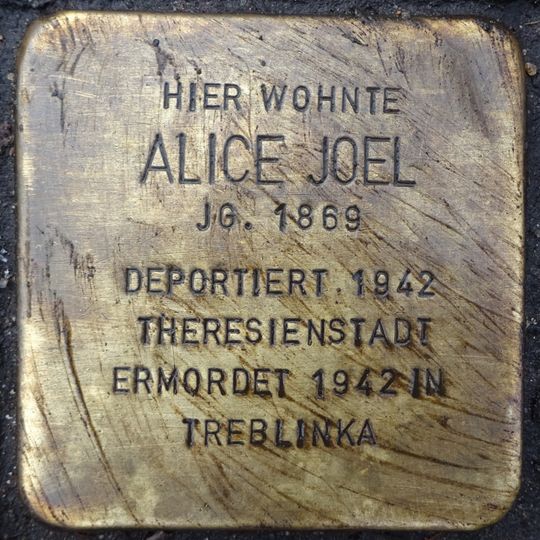 HIER WOHNTE
ALICE JOEL
JG. 1869
DEPORTIERT 1942
THERESIENSTADT
ERMORDET 1942 IN
TREBLINKA